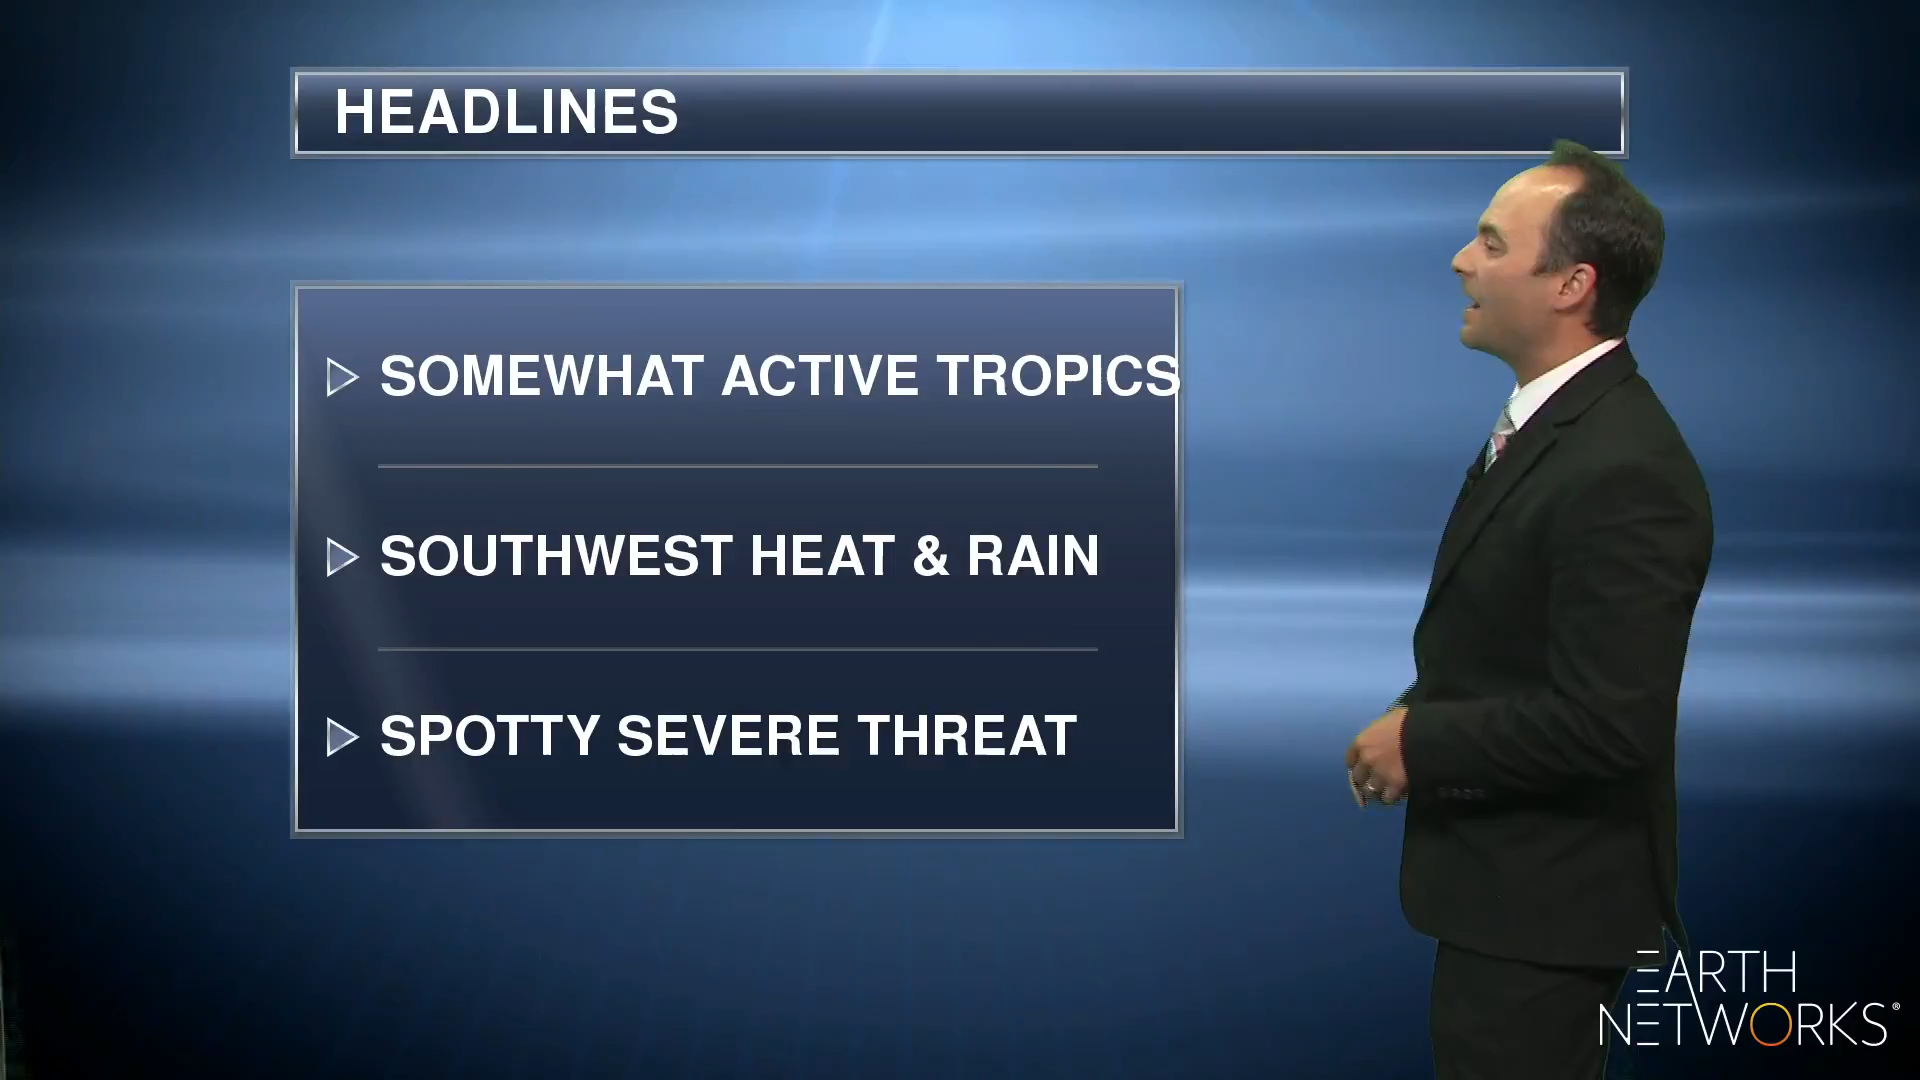 HEADLINES
SOMEWHAT ACTIVE TROPICS
SOUTHWEST HEAT & RAIN
SPOTTY SEVERE THREAT
EARTH
NETWORKS®